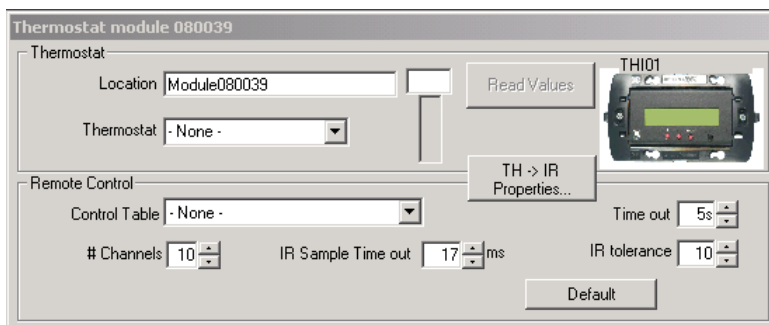 Thermostat module 080039
Thermostat
THI01
Location Module080039
Read Values
Thermostat - None -
TH -> IR
Properties...
Remote Control
Control Table - None -
Time out 5s
# Channels 10
IR Sample Time out 17 ms
IR tolerance 10
Default